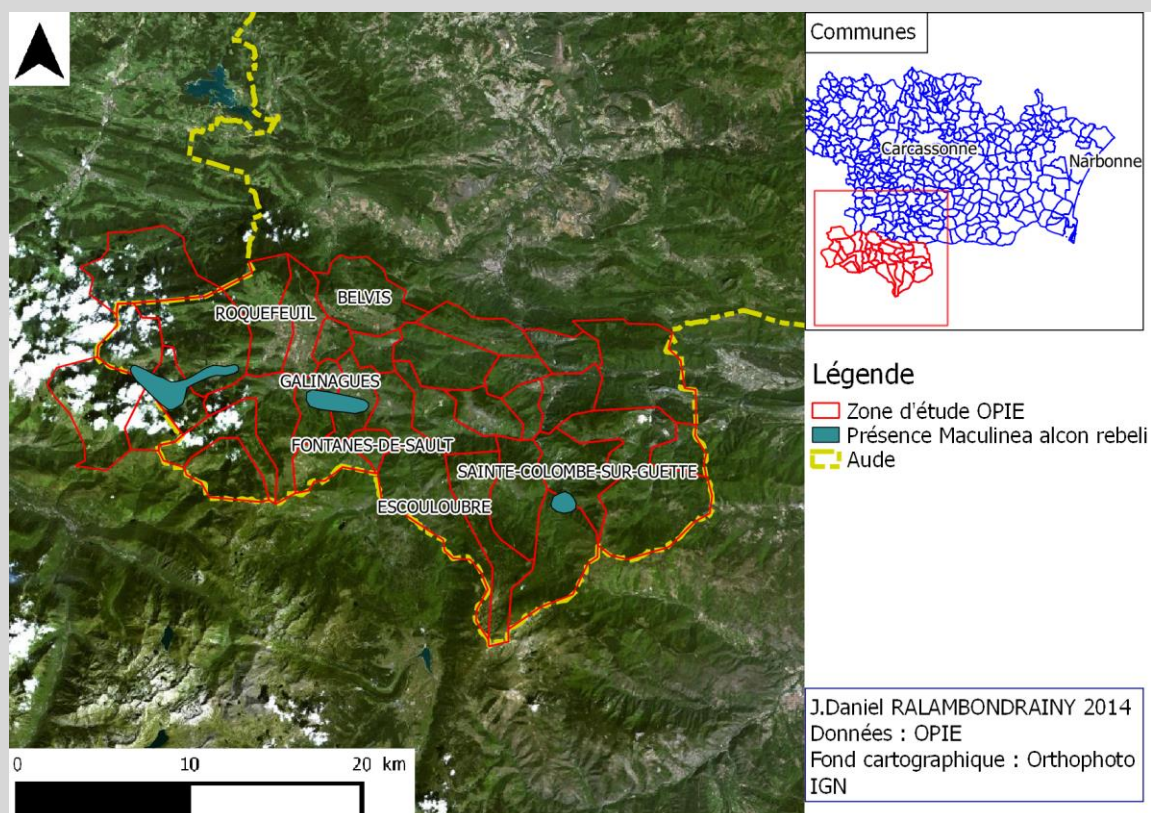 Communes
Carcassonne
Narbonne
ROQUEFEUIL
BELVIS
GALINAGUES
FONTANES-DE-SAULT
SAINTE-COLOMBE-SUR-GUETTE
ESCOULOUBRE
0 10 20 km
Légende
Zone d'étude OPIE
Présence Maculinea alcon rebeli
Aude
J.Daniel RALAMBONDRAINY 2014
Données : OPIE
Fond cartographique : Orthophoto
IGN